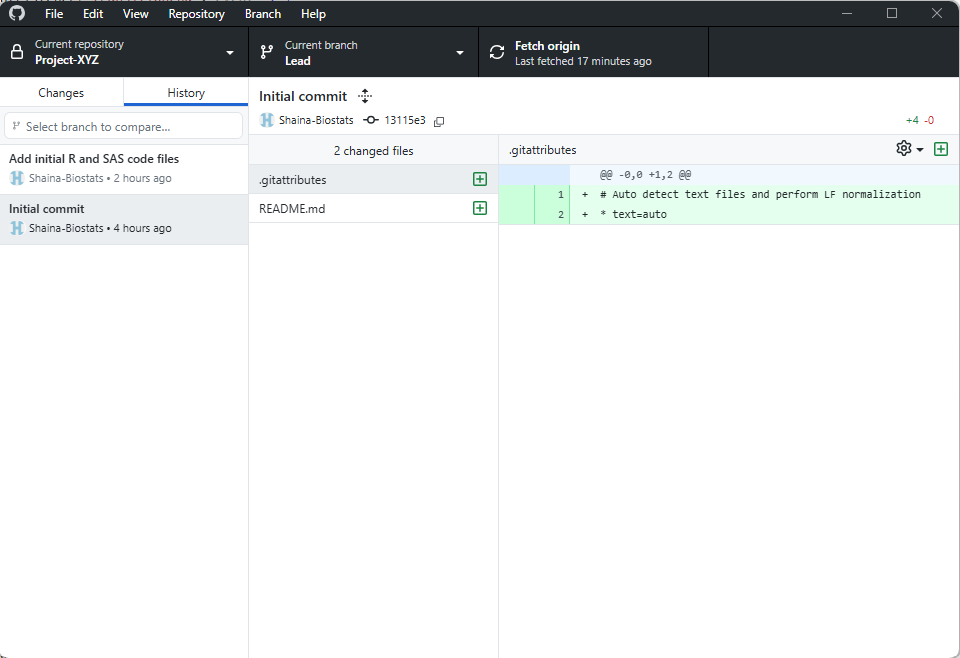 File Edit View Repository Branch Help
Current repository
Project-XYZ
Current branch
Lead
Fetch origin
Last fetched 17 minutes ago
Changes
History
Select branch to compare...
Add initial R and SAS code files
Shaina-Biostats • 2 hours ago
Initial commit
Shaina-Biostats • 4 hours ago
Initial commit
Shaina-Biostats 13115e3
+4 -0
2 changed files
.gitattributes
README.md
.gitattributes
@@ -0,0 +1,2 @@
1 + # Auto detect text files and perform LF normalization
2 + * text=auto